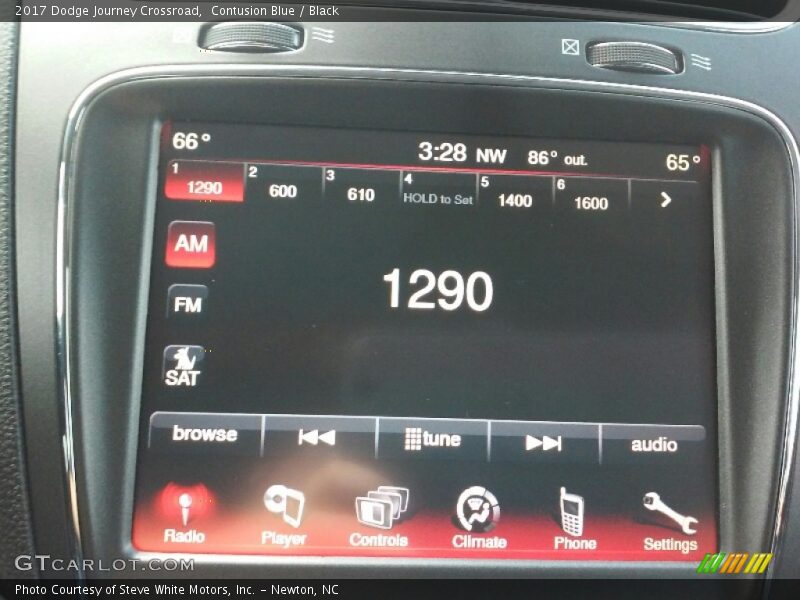 2017 Dodge Journey Crossroad,  Contusion Blue / Black
66° 3:28 NW 86° out. 65°
1 2 3 4 5 6
1290 600 610 HOLD to Set 1400 1600 >
AM
1290
FM
SAT
browse tune audio
Radio Player Controls Climate Phone Settings
GTCARLOT.COM
Photo Courtesy of Steve White Motors, Inc. – Newton, NC